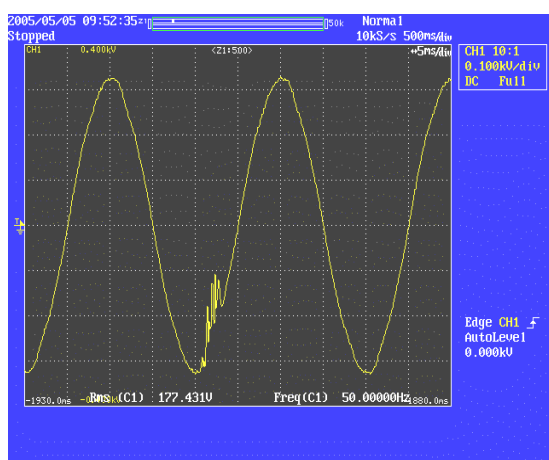 2005/05/05 09:52:35 50k Normal
Stopped 10kS/s 500ms/div
CH1 0.400kV <Z1:500> 5ms/div
CH1 10:1
0.100kV/div
DC Full
Edge CH1
AutoLevel
0.000kV
-1930.0ms Rms(C1) 177.431V Freq(C1) 50.00000Hz